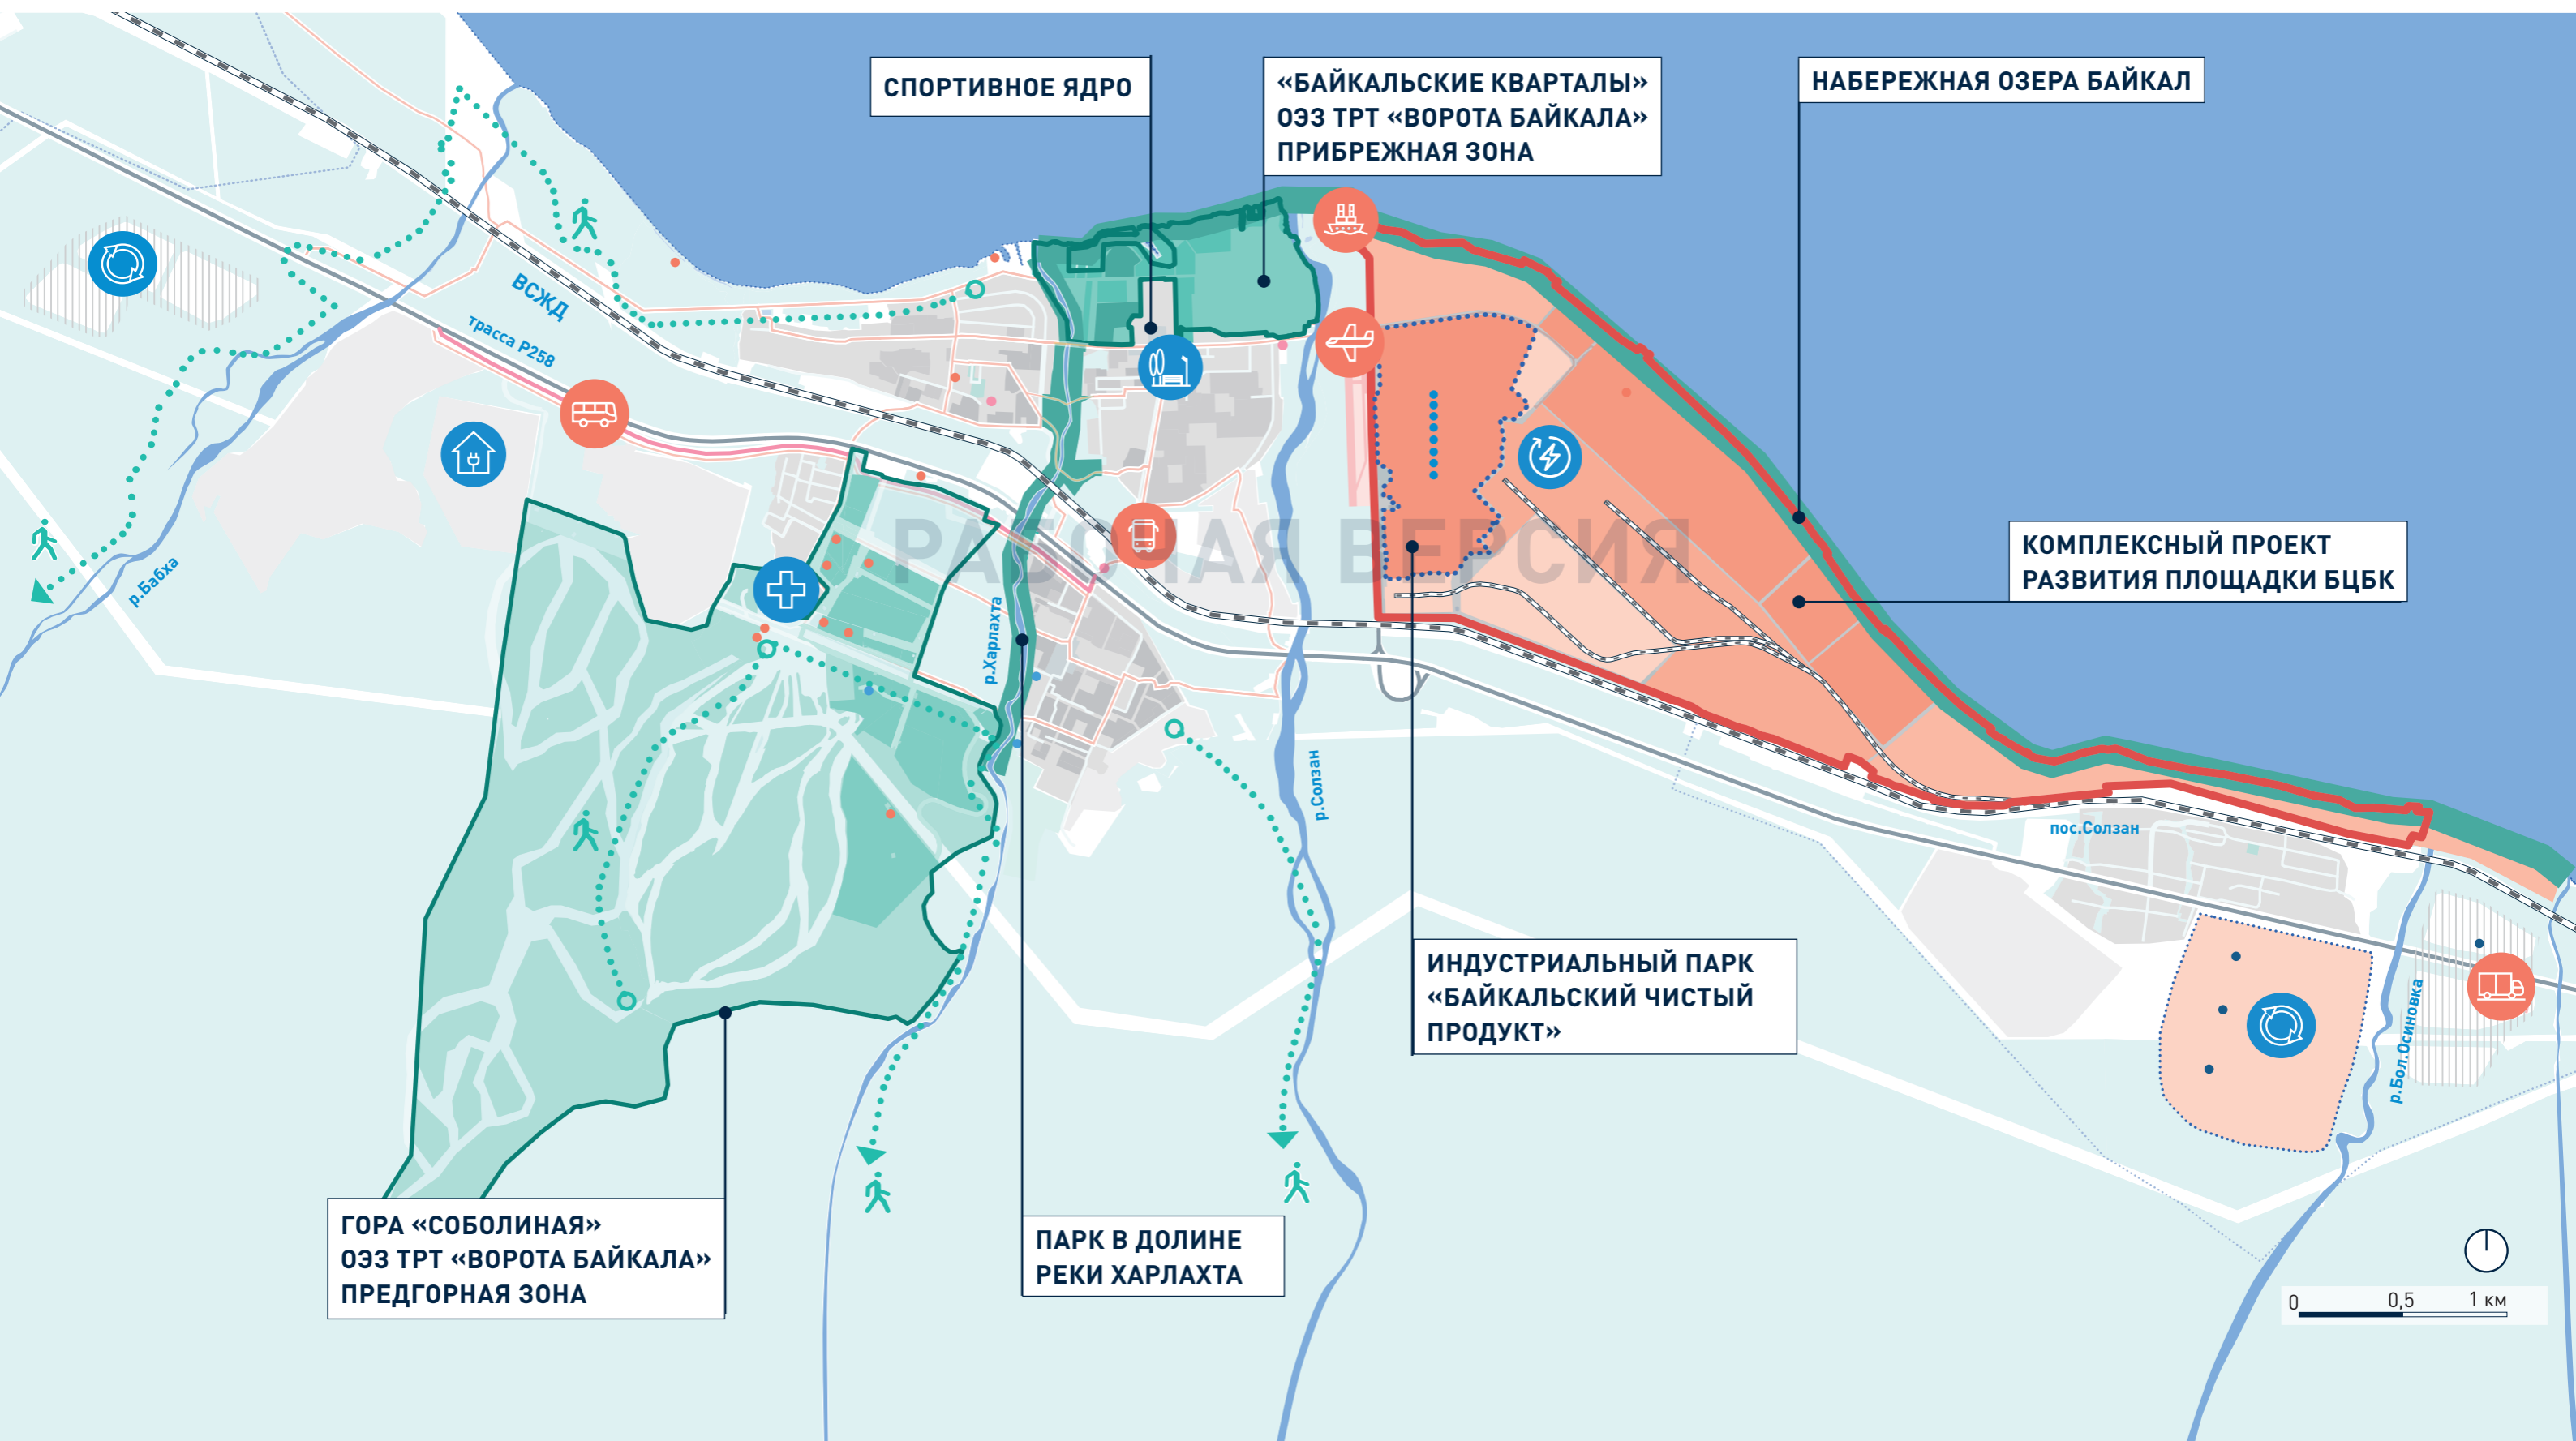 СПОРТИВНОЕ ЯДРО
«БАЙКАЛЬСКИЕ КВАРТАЛЫ»
ОЭЗ ТРТ «ВОРОТА БАЙКАЛА»
ПРИБРЕЖНАЯ ЗОНА
НАБЕРЕЖНАЯ ОЗЕРА БАЙКАЛ
ВСЖД
трасса Р258
РАБОЧАЯ ВЕРСИЯ
КОМПЛЕКСНЫЙ ПРОЕКТ
РАЗВИТИЯ ПЛОЩАДКИ БЦБК
р.Бабха
р.Харлахта
р.Солзан
пос.Солзан
ИНДУСТРИАЛЬНЫЙ ПАРК
«БАЙКАЛЬСКИЙ ЧИСТЫЙ
ПРОДУКТ»
р.Бол.Осиновка
ГОРА «СОБОЛИНАЯ»
ОЭЗ ТРТ «ВОРОТА БАЙКАЛА»
ПРЕДГОРНАЯ ЗОНА
ПАРК В ДОЛИНЕ
РЕКИ ХАРЛАХТА
0 0,5 1 км